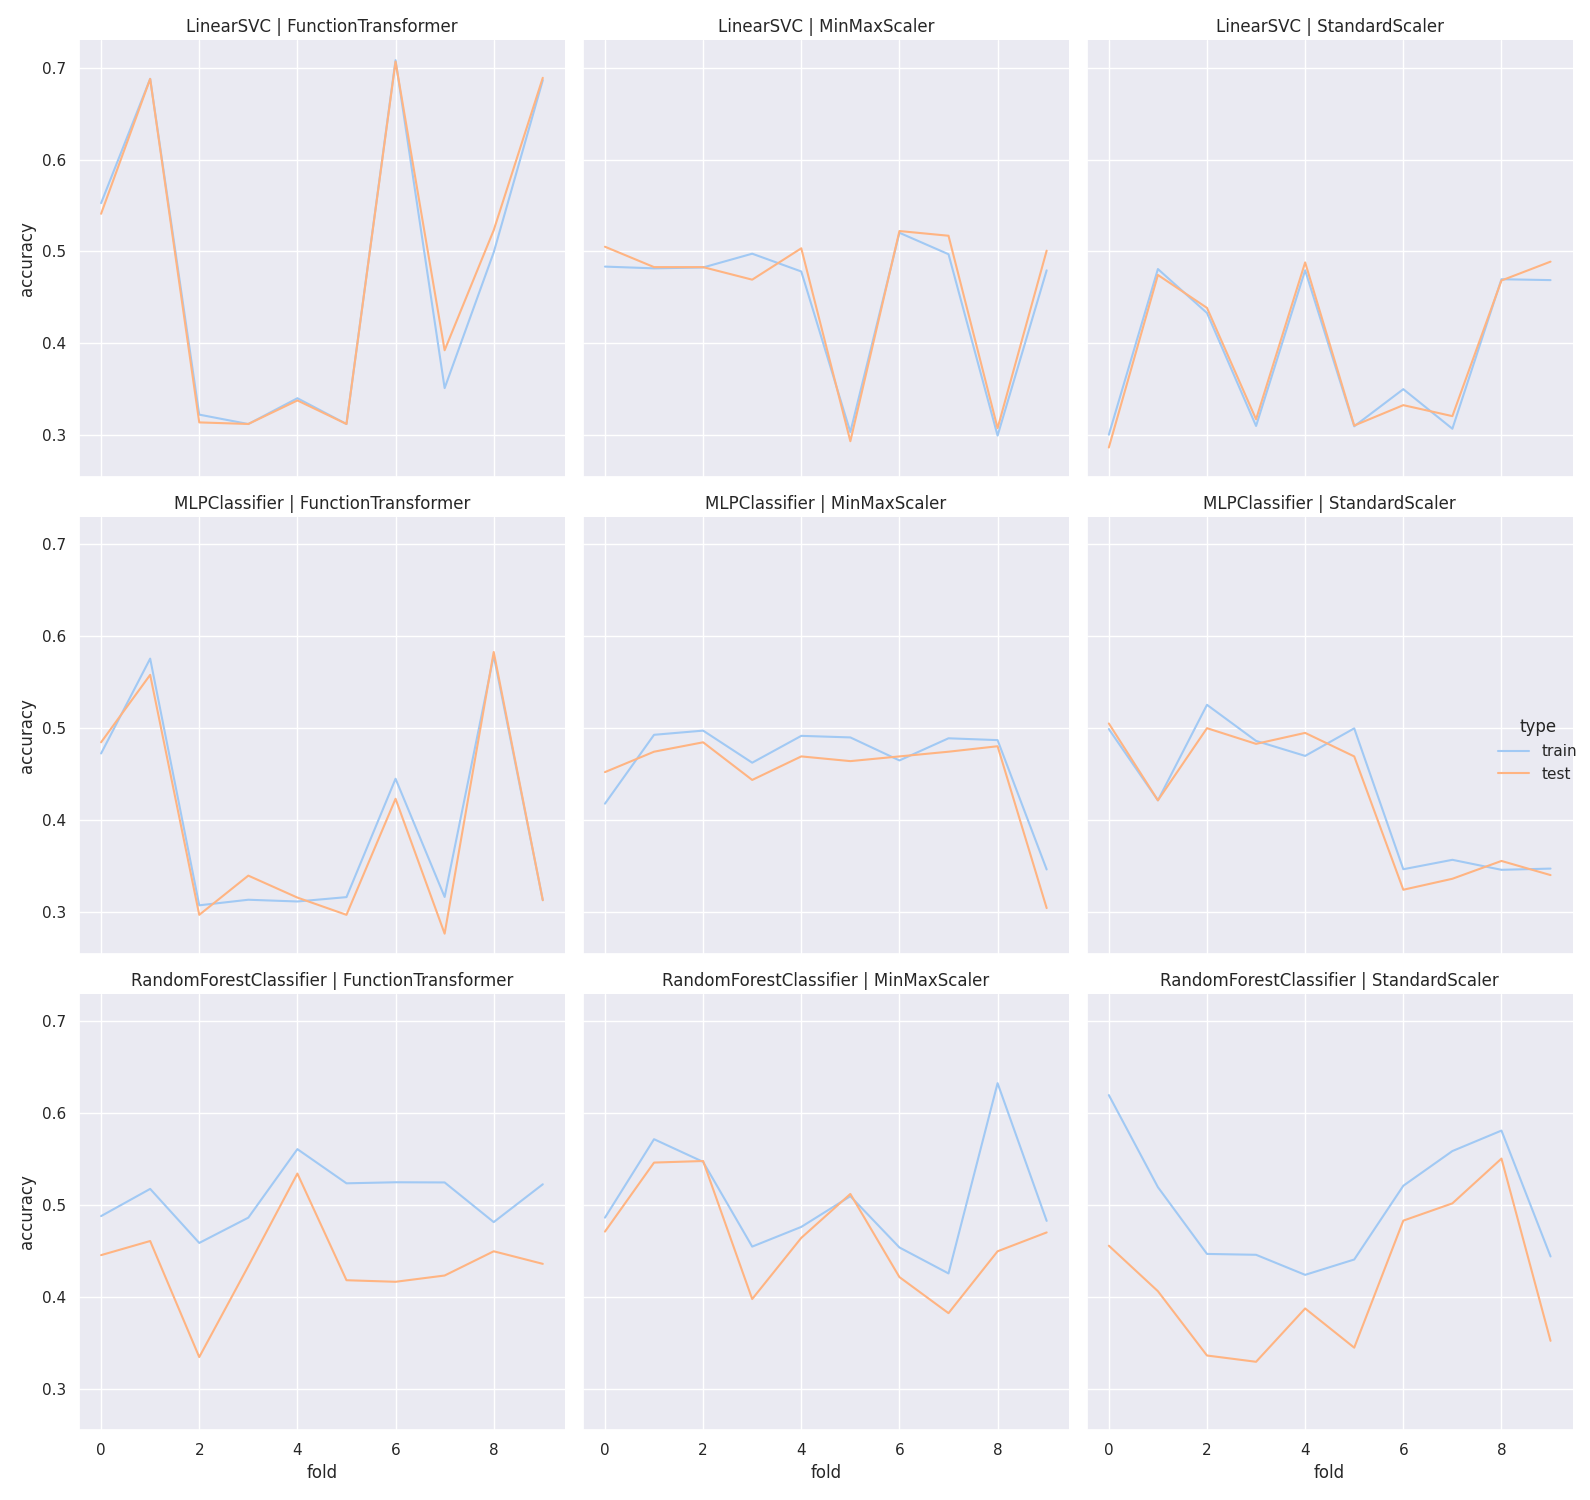 LinearSVC | FunctionTransformer
LinearSVC | MinMaxScaler
LinearSVC | StandardScaler
0.7
0.6
0.5
0.4
0.3
accuracy
MLPClassifier | FunctionTransformer
MLPClassifier | MinMaxScaler
MLPClassifier | StandardScaler
0.7
0.6
0.5
0.4
0.3
accuracy
type
train
test
RandomForestClassifier | FunctionTransformer
RandomForestClassifier | MinMaxScaler
RandomForestClassifier | StandardScaler
0.7
0.6
0.5
0.4
0.3
accuracy
0 2 4 6 8
fold
0 2 4 6 8
fold
0 2 4 6 8
fold